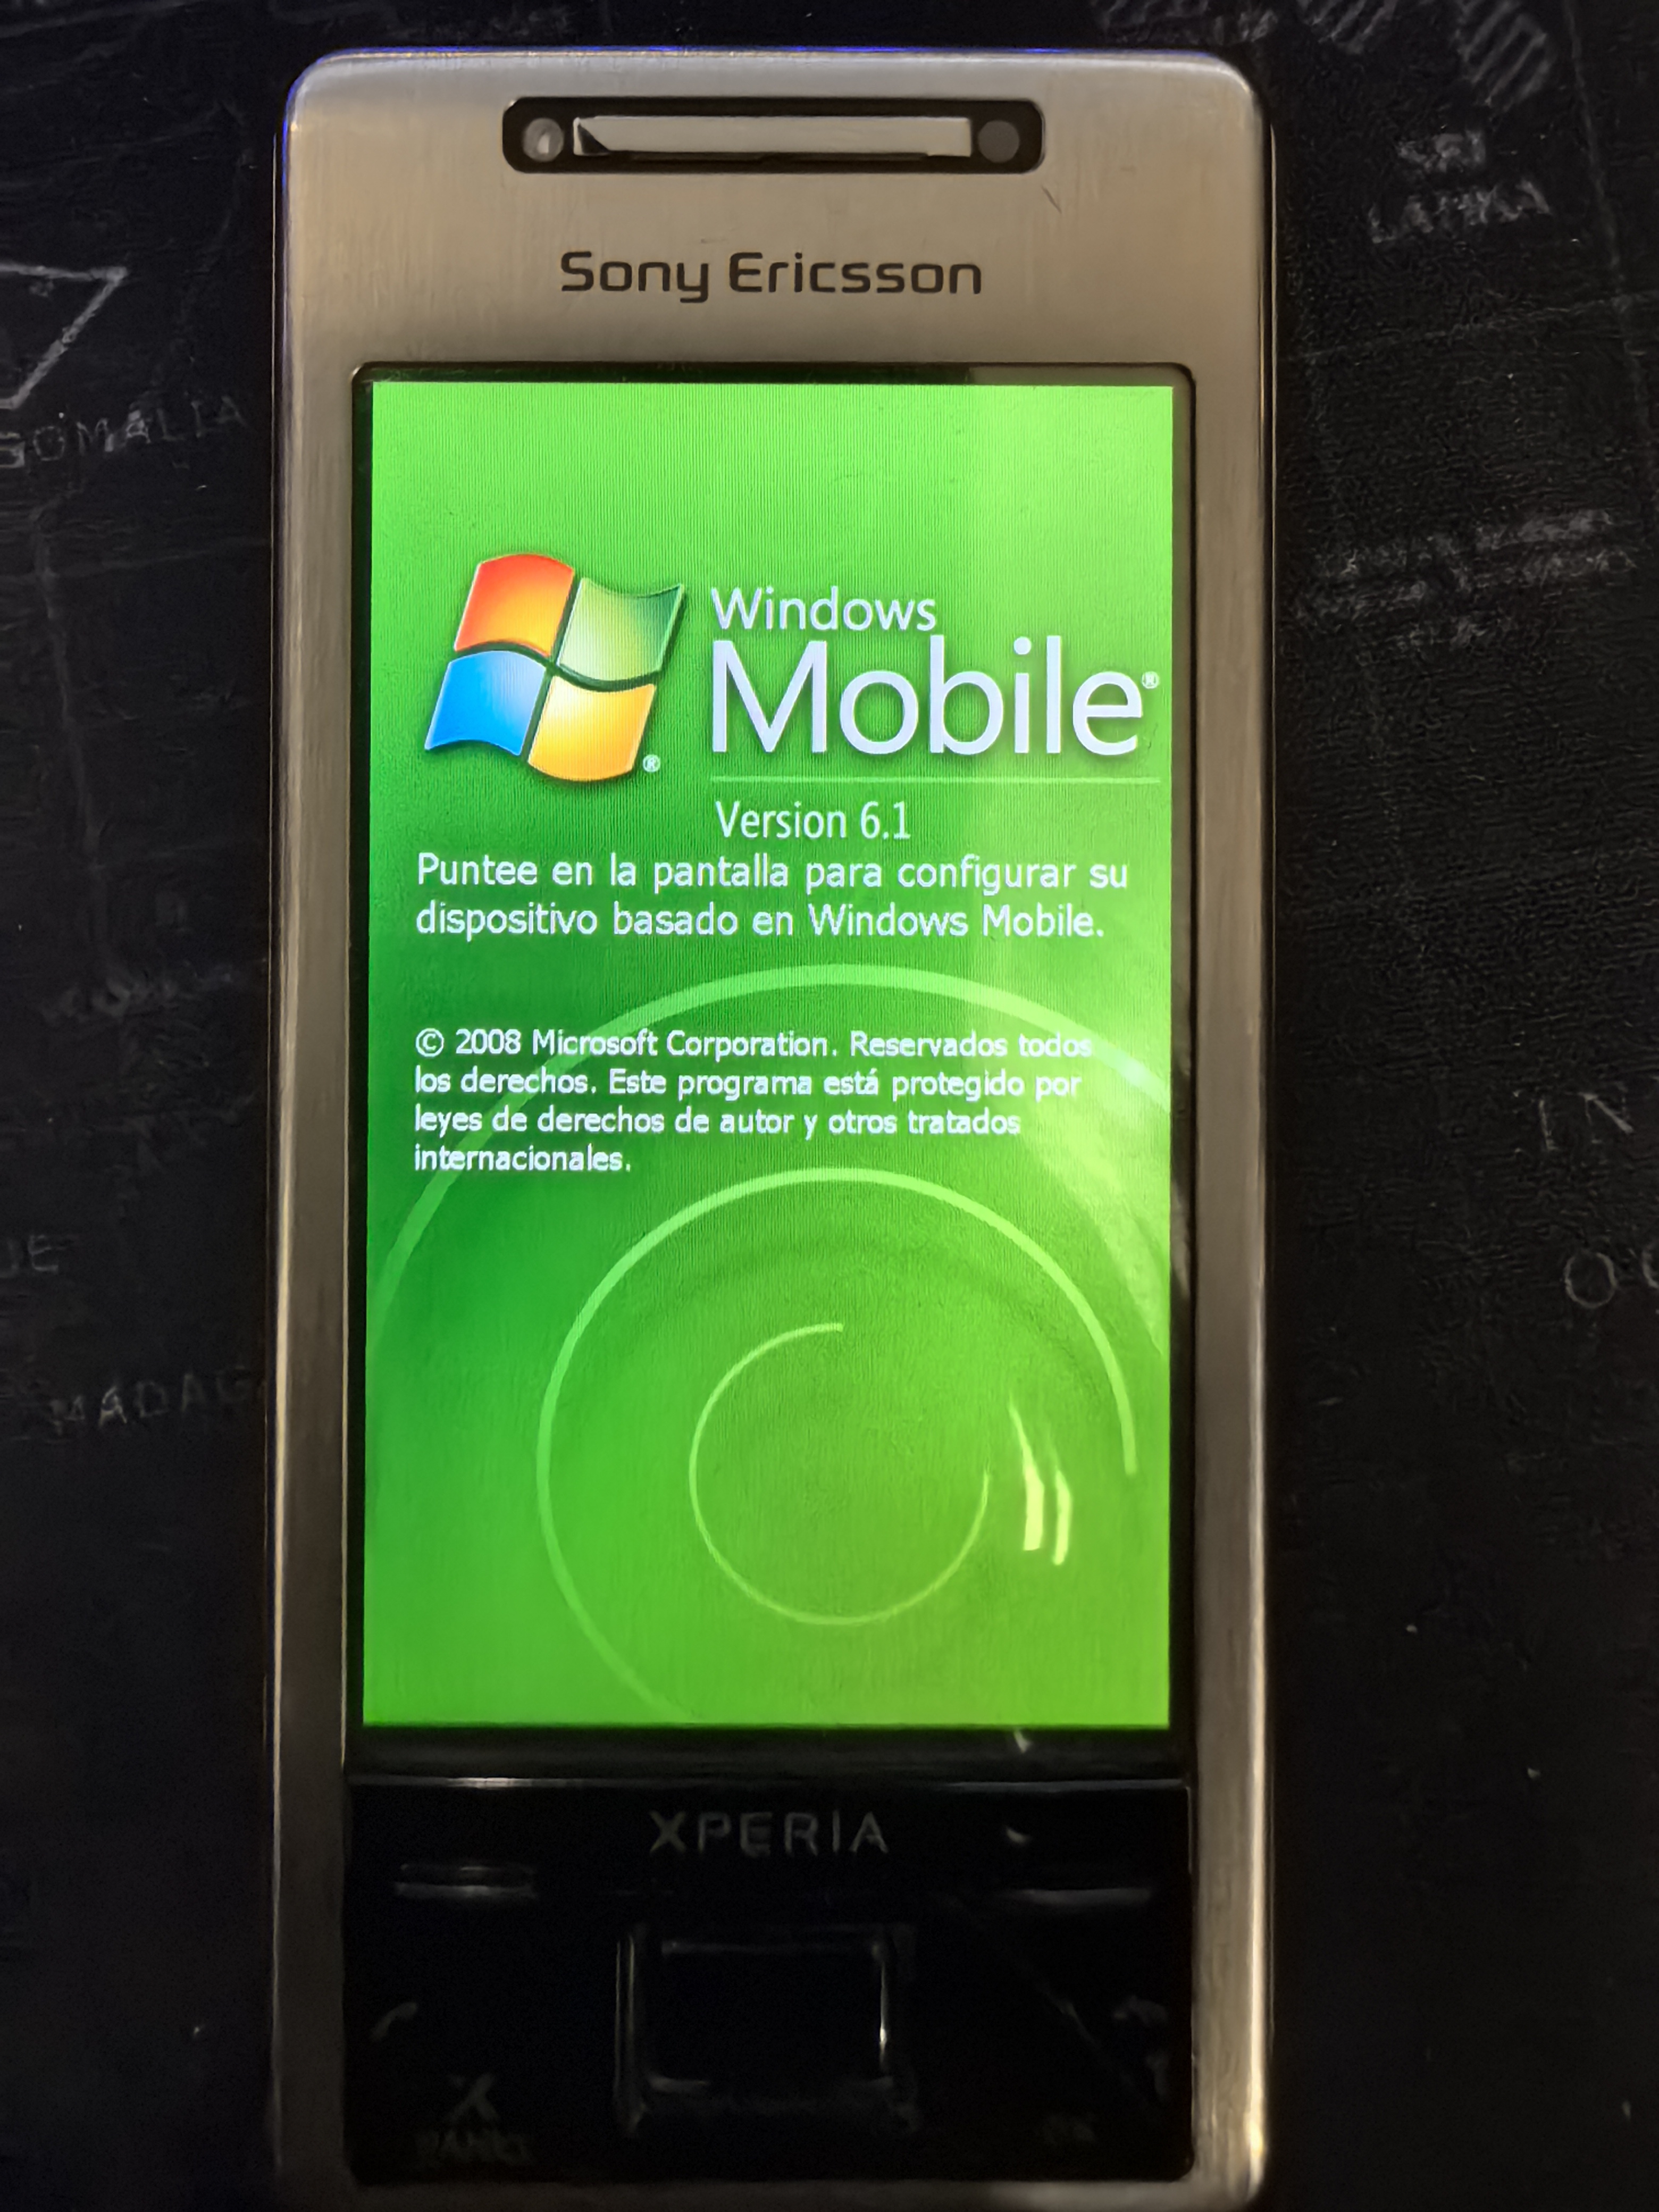 SRI
LANKA
Sony Ericsson
SOMALIA
Windows
Mobile®
®
Version 6.1
Puntee en la pantalla para configurar su
dispositivo basado en Windows Mobile.
© 2008 Microsoft Corporation. Reservados todos
los derechos. Este programa está protegido por
leyes de derechos de autor y otros tratados
internacionales.
XPERIA